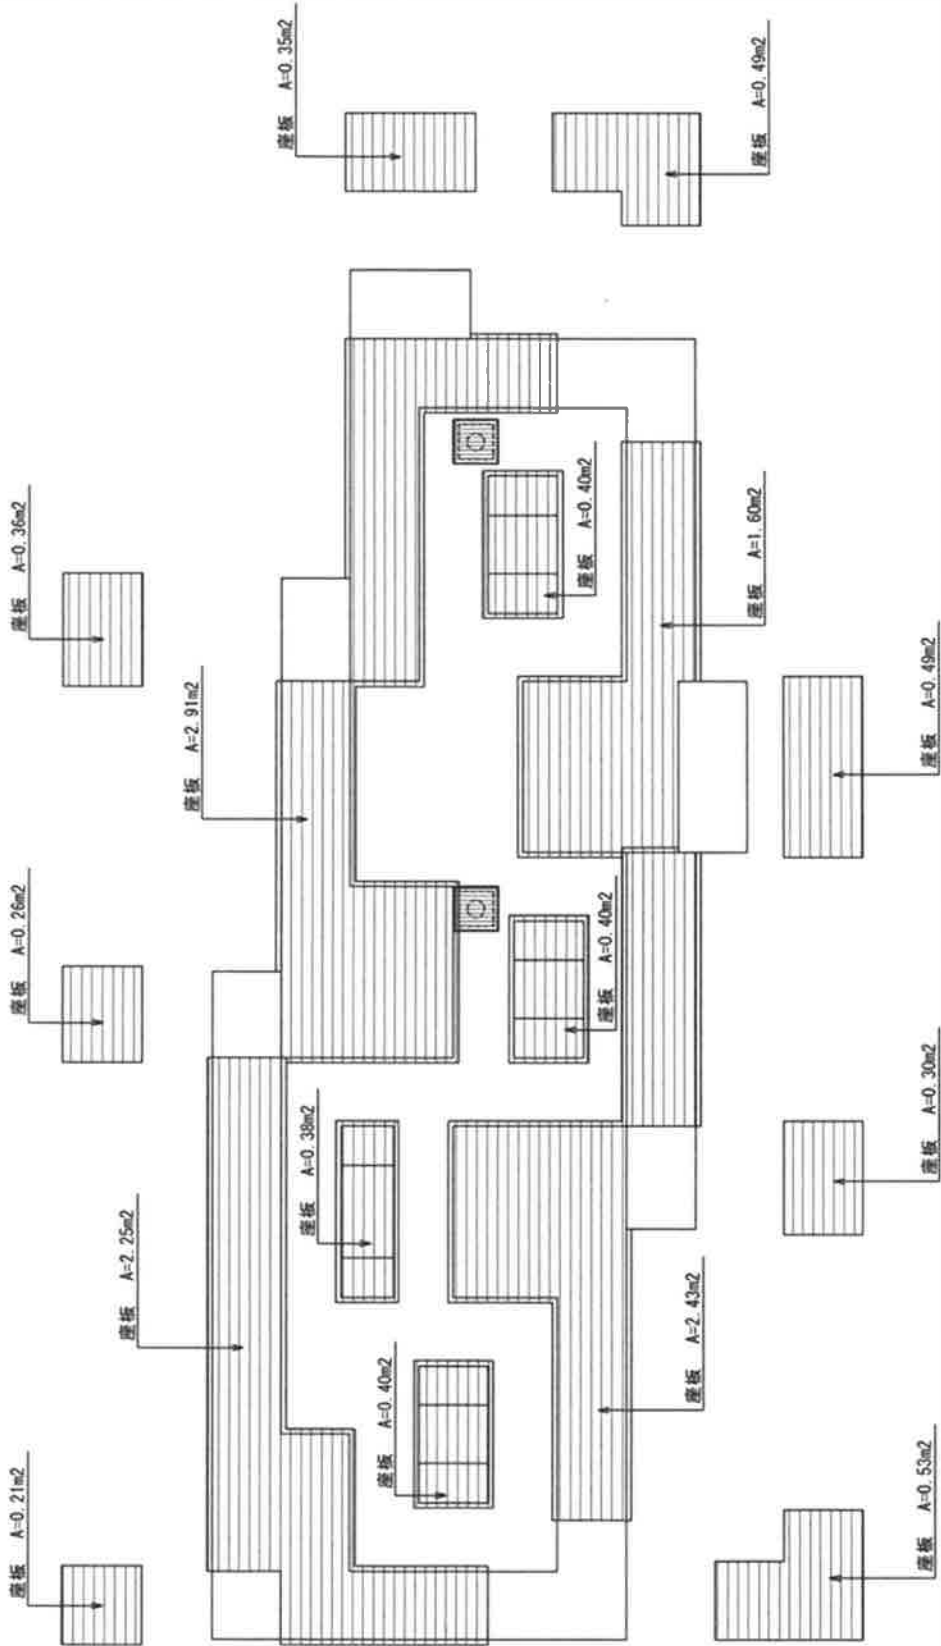 座板 A=0.21m2
座板 A=0.26m2
座板 A=0.36m2
座板 A=2.25m2
座板 A=2.91m2
座板 A=0.35m2
座板 A=0.38m2
座板 A=0.40m2
座板 A=0.40m2
座板 A=0.40m2
座板 A=2.43m2
座板 A=1.60m2
座板 A=0.49m2
座板 A=0.53m2
座板 A=0.30m2
座板 A=0.49m2